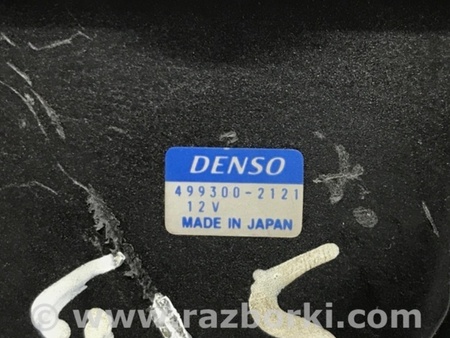 DENSO
499300-2121
12V
MADE IN JAPAN
www.razborki.com